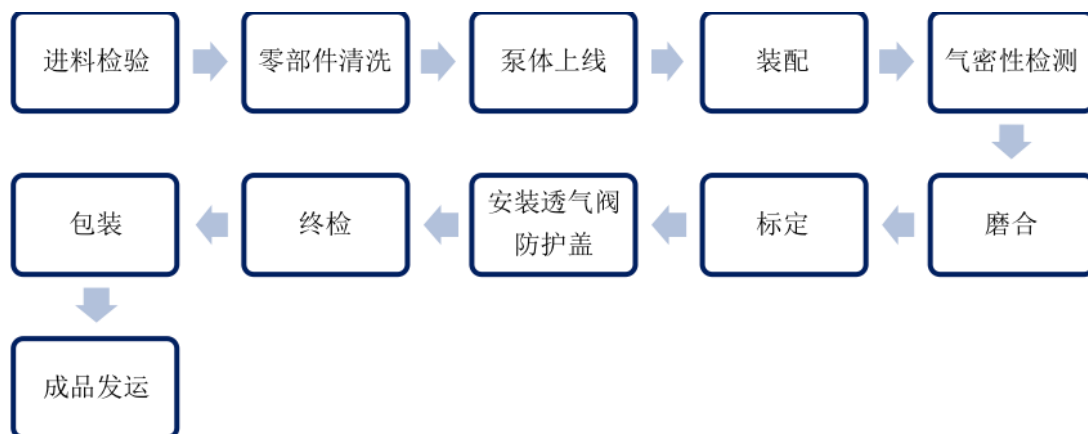 进料检验
零部件清洗
泵体上线
装配
气密性检测
磨合
标定
安装透气阀
防护盖
终检
包装
成品发运